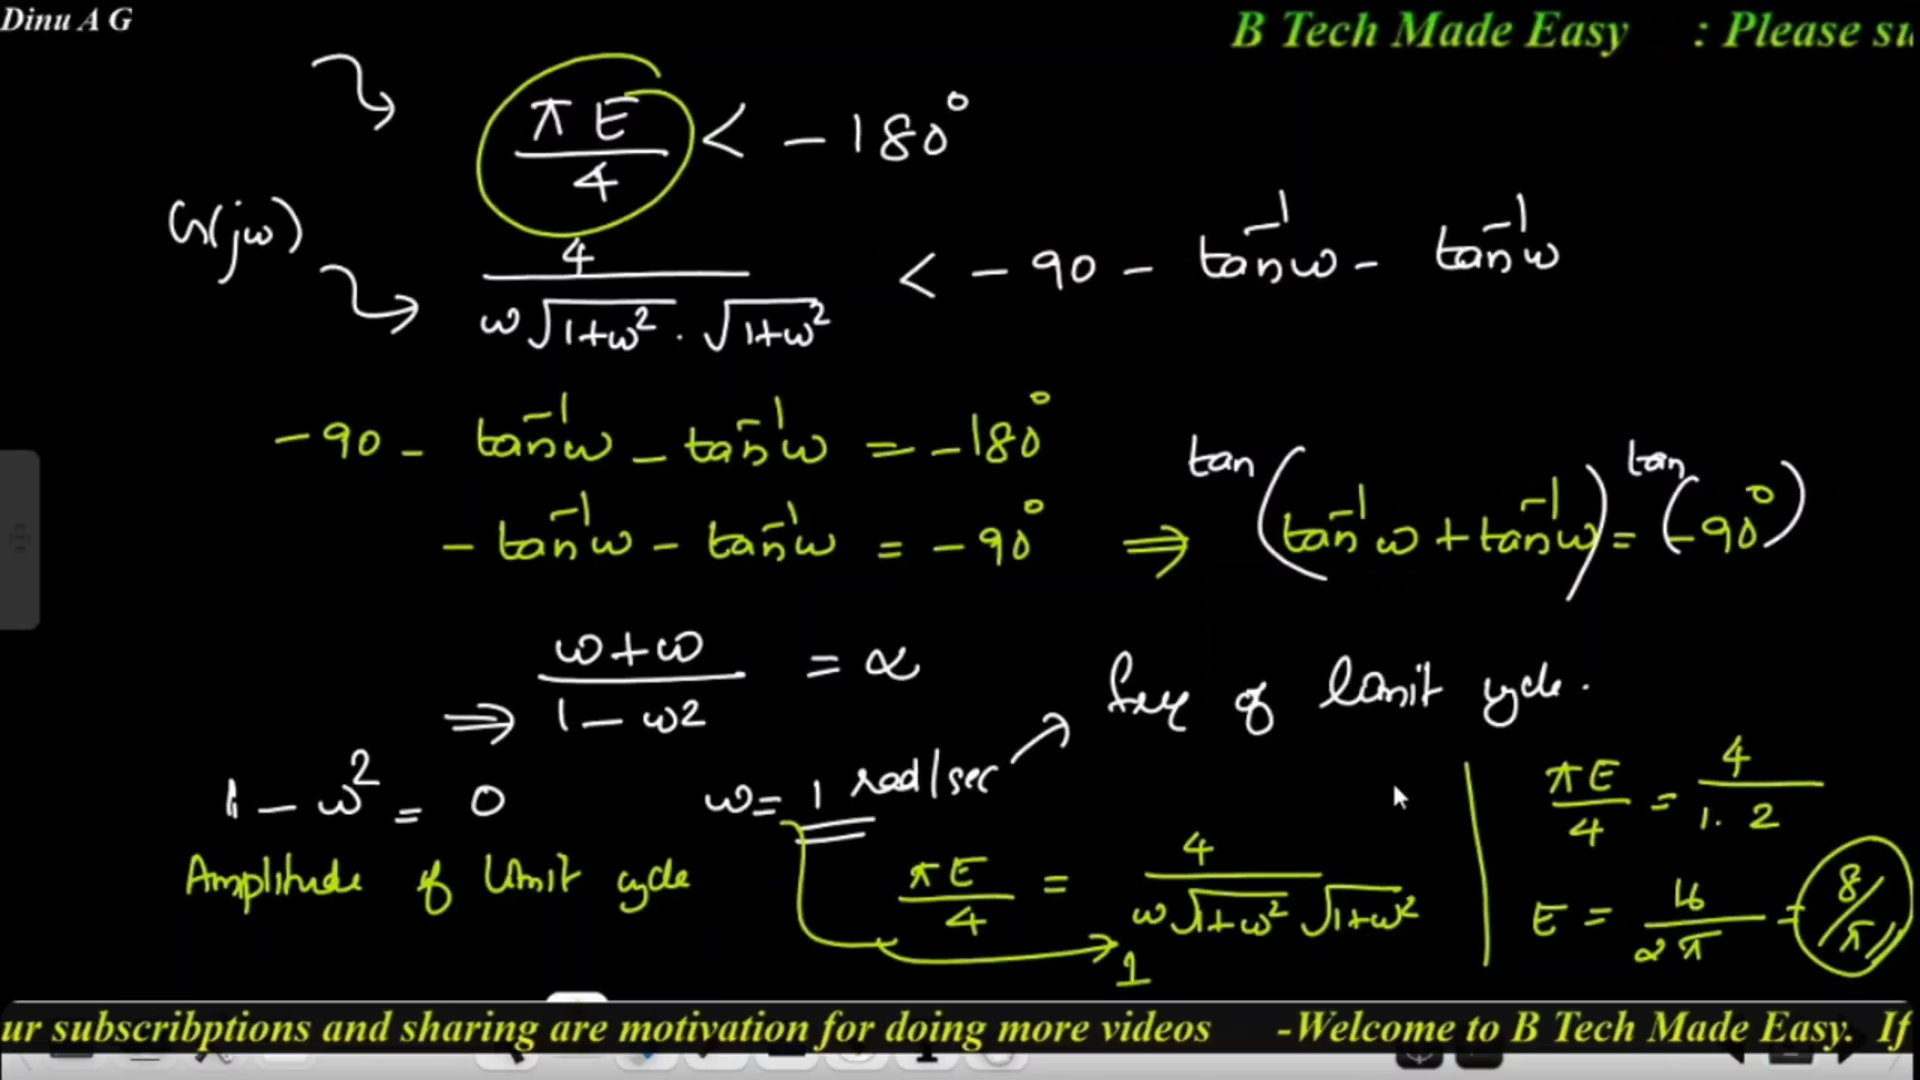 Dinu A G
B Tech Made Easy : Please su
πE/4 < -180°
G(jω)
4/(ω√(1+ω²) . √(1+ω²)) < -90 - tan⁻¹ω - tan⁻¹ω
-90 - tan⁻¹ω - tan⁻¹ω = -180°
-tan⁻¹ω - tan⁻¹ω = -90° ⇒ tan(tan⁻¹ω + tan⁻¹ω) = tan(-90°)
⇒ (ω+ω)/(1-ω2) = α
freq of limit cycle.
1 - ω² = 0 ω = 1 rad/sec
Amplitude of limit cycle
πE/4 = 4/(ω√(1+ω²) √(1+ω²))
1
πE/4 = 4/(1. 2)
E = 16/2π = 8/π
ur subscribptions and sharing are motivation for doing more videos -Welcome to B Tech Made Easy. If